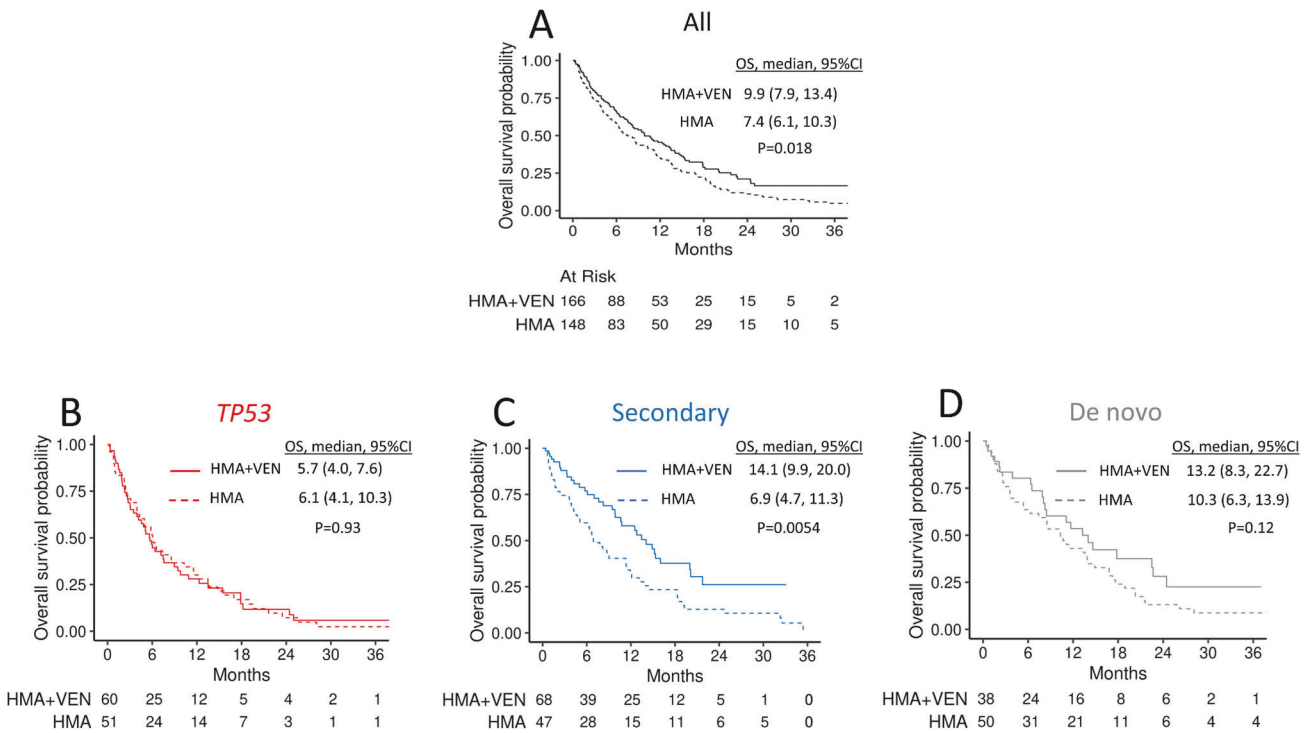 A
All
OS, median, 95%CI
HMA+VEN 9.9 (7.9, 13.4)
HMA 7.4 (6.1, 10.3)
P=0.018
Overall survival probability
1.00
0.75
0.50
0.25
0.00
0 6 12 18 24 30 36
Months
At Risk
HMA+VEN 166 88 53 25 15 5 2
HMA 148 83 50 29 15 10 5
B
TP53
OS, median, 95%CI
HMA+VEN 5.7 (4.0, 7.6)
HMA 6.1 (4.1, 10.3)
P=0.93
Overall survival probability
1.00
0.75
0.50
0.25
0.00
0 6 12 18 24 30 36
Months
HMA+VEN 60 25 12 5 4 2 1
HMA 51 24 14 7 3 1 1
C
Secondary
OS, median, 95%CI
HMA+VEN 14.1 (9.9, 20.0)
HMA 6.9 (4.7, 11.3)
P=0.0054
Overall survival probability
1.00
0.75
0.50
0.25
0.00
0 6 12 18 24 30 36
Months
HMA+VEN 68 39 25 12 5 1 0
HMA 47 28 15 11 6 5 0
D
De novo
OS, median, 95%CI
HMA+VEN 13.2 (8.3, 22.7)
HMA 10.3 (6.3, 13.9)
P=0.12
Overall survival probability
1.00
0.75
0.50
0.25
0.00
0 6 12 18 24 30 36
Months
HMA+VEN 38 24 16 8 6 2 1
HMA 50 31 21 11 6 4 4